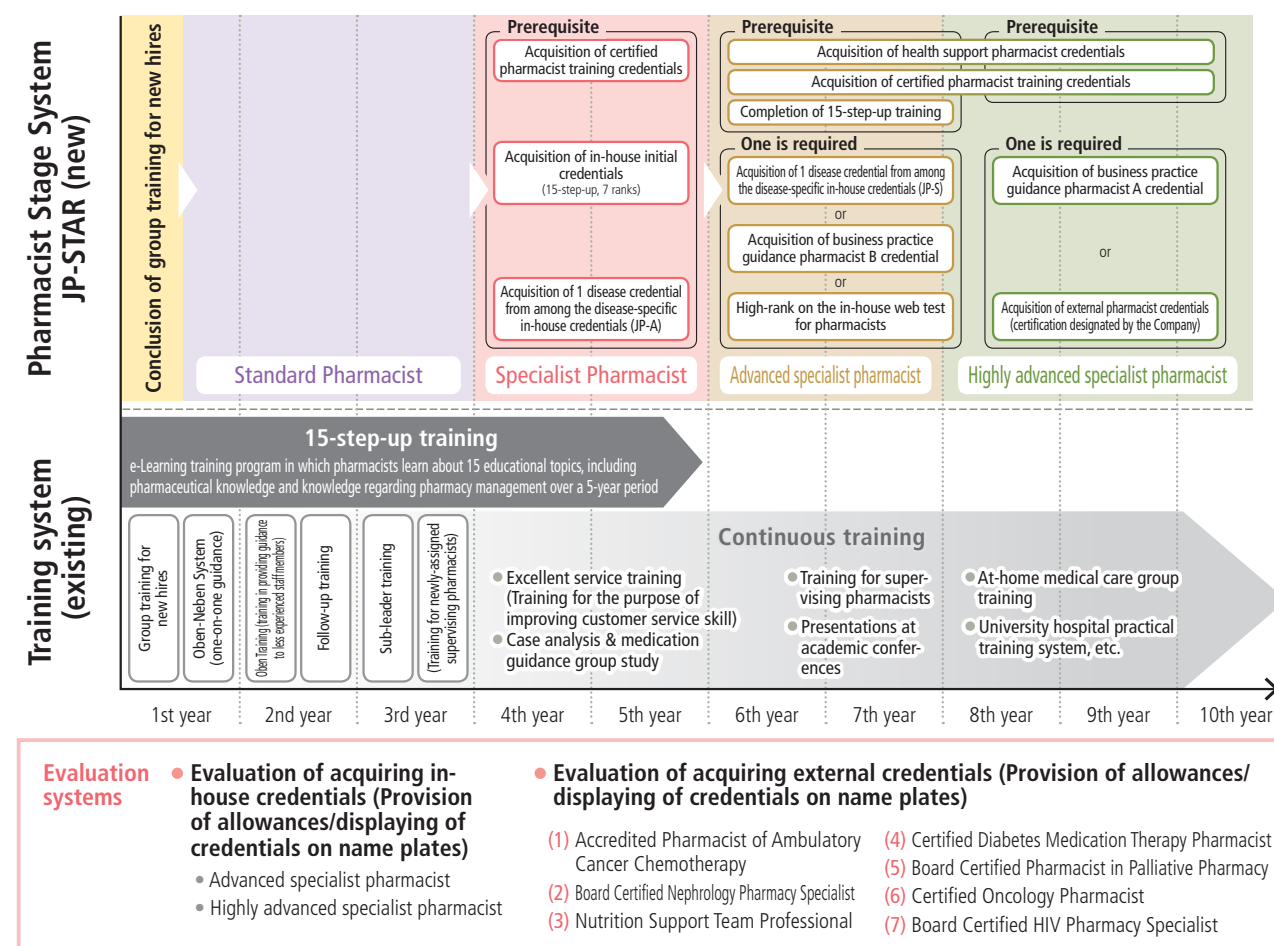 Pharmacist Stage System
JP-STAR (new)
Conclusion of group training for new hires
Standard Pharmacist
Prerequisite
Acquisition of certified
pharmacist training credentials
Acquisition of in-house initial
credentials
(15-step-up, 7 ranks)
Acquisition of 1 disease credential
from among the disease-specific
in-house credentials (JP-A)
Specialist Pharmacist
Prerequisite
Prerequisite
Acquisition of health support pharmacist credentials
Acquisition of certified pharmacist training credentials
Completion of 15-step-up training
One is required
Acquisition of 1 disease credential from among
the disease-specific in-house credentials (JP-S)
or
Acquisition of business practice
guidance pharmacist B credential
or
High-rank on the in-house web test
for pharmacists
Advanced specialist pharmacist
One is required
Acquisition of business practice
guidance pharmacist A credential
or
Acquisition of external pharmacist credentials
(certification designated by the Company)
Highly advanced specialist pharmacist
Training system
(existing)
15-step-up training
e-Learning training program in which pharmacists learn about 15 educational topics, including
pharmaceutical knowledge and knowledge regarding pharmacy management over a 5-year period
Group training for
new hires
Oben-Neben System
(one-on-one guidance)
Oben Training (training in providing guidance
to less experienced staff members)
Follow-up training
Sub-leader training
(Training for newly-assigned
supervising pharmacists)
Continuous training
Excellent service training
(Training for the purpose of
improving customer service skill)
Case analysis & medication
guidance group study
Training for super-
vising pharmacists
Presentations at
academic confer-
ences
At-home medical care group
training
University hospital practical
training system, etc.
1st year
2nd year
3rd year
4th year
5th year
6th year
7th year
8th year
9th year
10th year
Evaluation
systems
● Evaluation of acquiring in-
house credentials (Provision
of allowances/displaying of
credentials on name plates)
• Advanced specialist pharmacist
• Highly advanced specialist pharmacist
● Evaluation of acquiring external credentials (Provision of allowances/
displaying of credentials on name plates)
(1) Accredited Pharmacist of Ambulatory
Cancer Chemotherapy
(2) Board Certified Nephrology Pharmacy Specialist
(3) Nutrition Support Team Professional
(4) Certified Diabetes Medication Therapy Pharmacist
(5) Board Certified Pharmacist in Palliative Pharmacy
(6) Certified Oncology Pharmacist
(7) Board Certified HIV Pharmacy Specialist